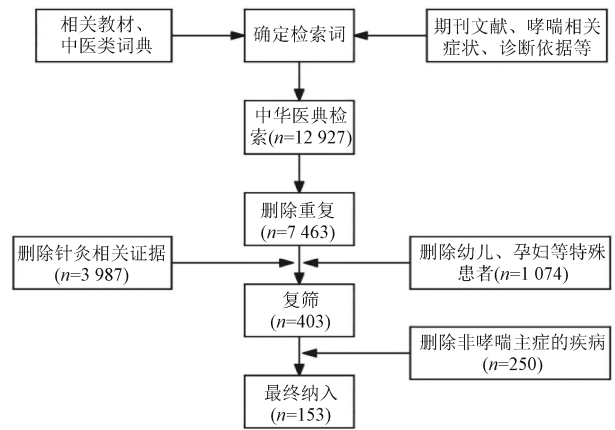 相关教材、
中医类词典
确定检索词
期刊文献、哮喘相关
症状、诊断依据等
中华医典检
索(n=12 927)
删除重复
(n=7 463)
删除针灸相关证据
(n=3 987)
删除幼儿、孕妇等特殊
患者(n=1 074)
复筛
(n=403)
删除非哮喘主症的疾病
(n=250)
最终纳入
(n=153)